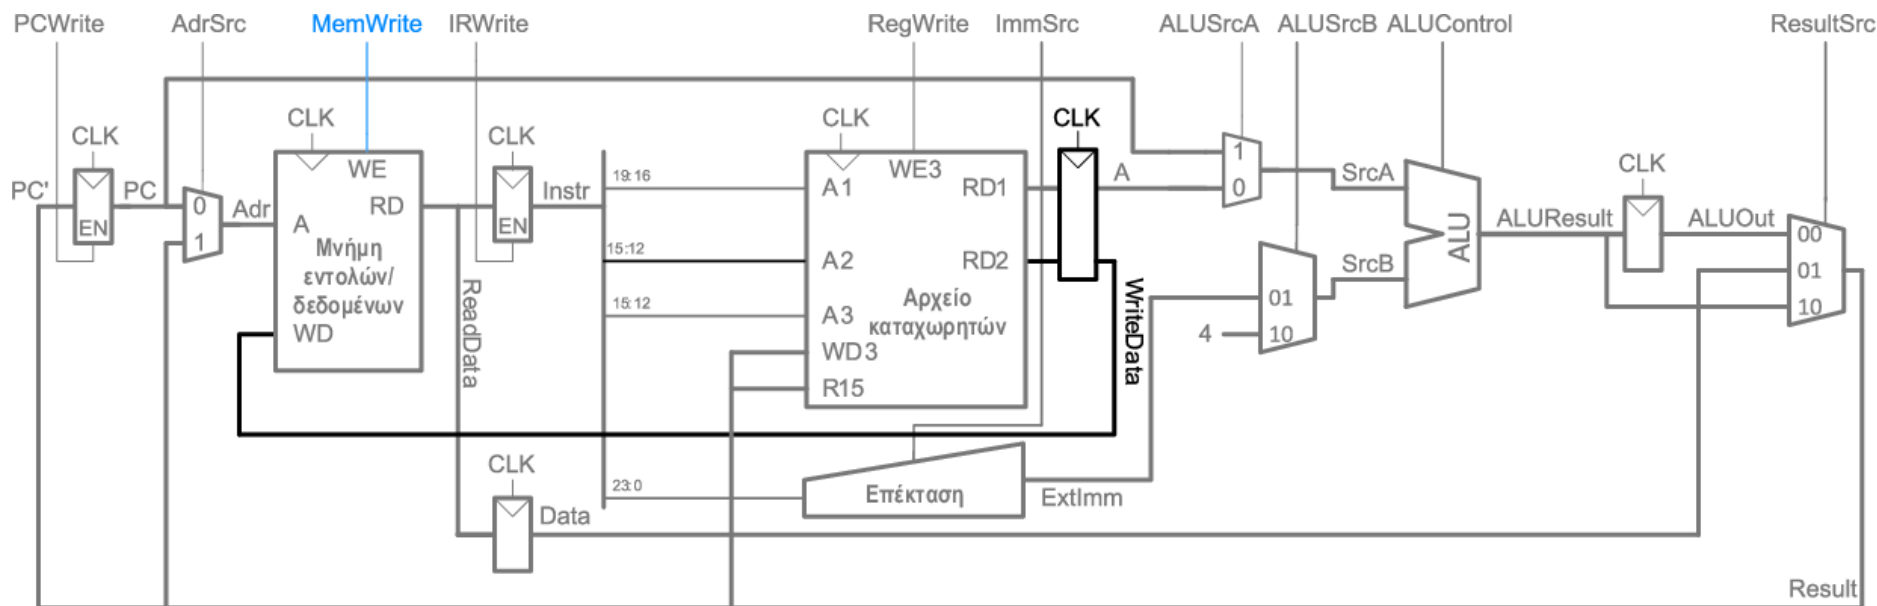 PCWrite AdrSrc MemWrite IRWrite RegWrite ImmSrc ALUSrcA ALUSrcB ALUControl ResultSrc
CLK CLK CLK CLK CLK CLK
PC' EN PC 0 1 Adr
WE
A RD
Μνήμη
εντολών/
δεδομένων
WD
EN Instr
ReadData
19:16
15:12
15:12
23:0
WE3
A1 RD1
A2 RD2
A3
Αρχείο
καταχωρητών
WD3
R15
A
WriteData
1
0
SrcA
01
4 10
SrcB
ALU
ALUResult
ALUOut
00
01
10
CLK
Data
Επέκταση
ExtImm
Result